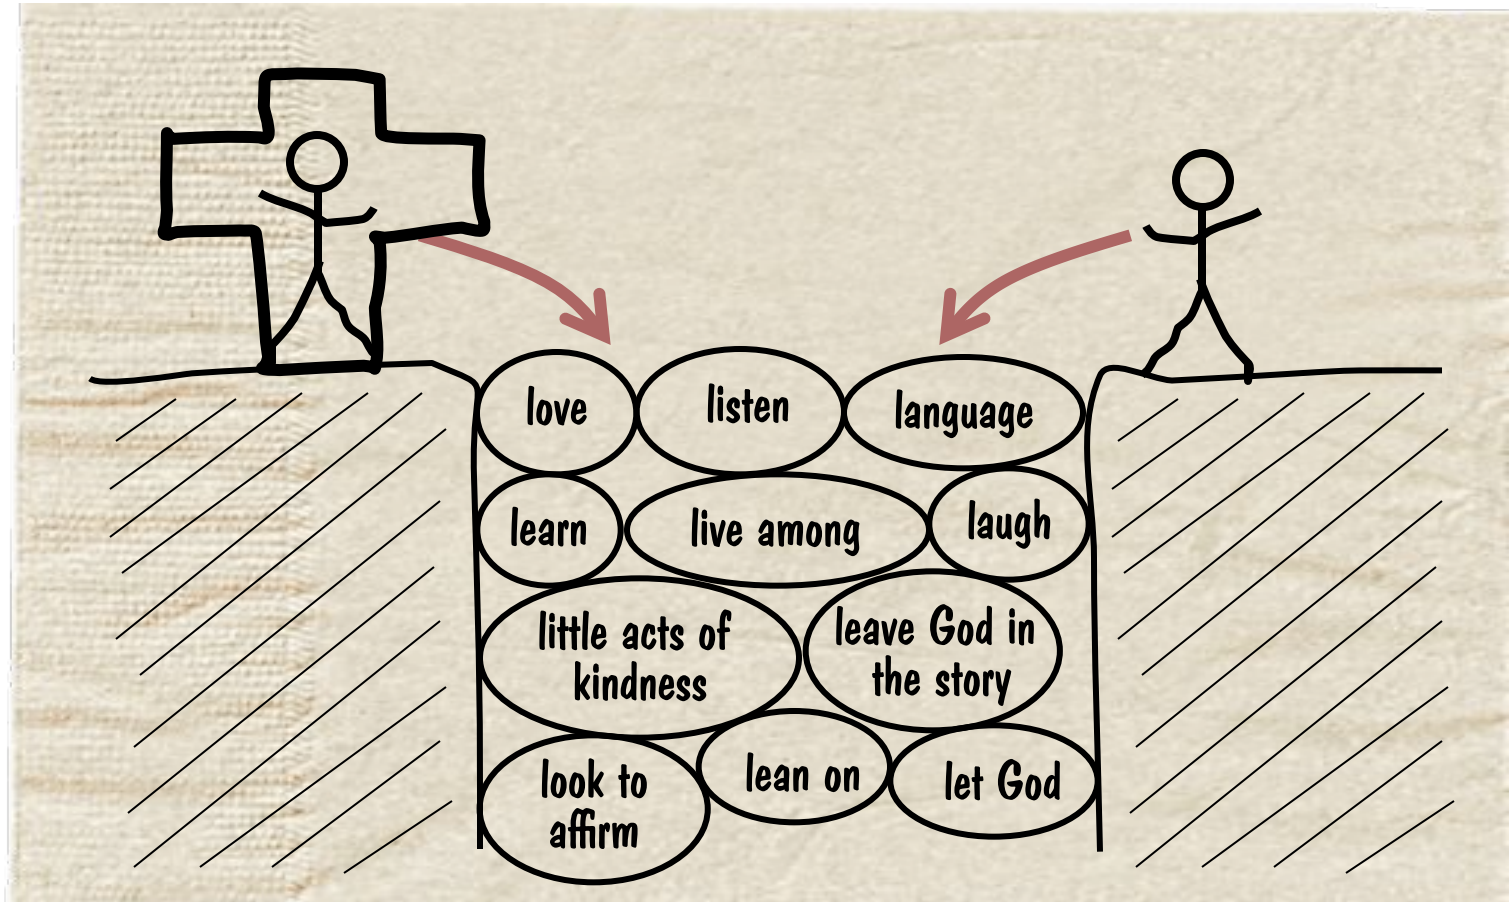 love
listen
language
learn
live among
laugh
little acts of
kindness
leave God in
the story
look to
affirm
lean on
let God